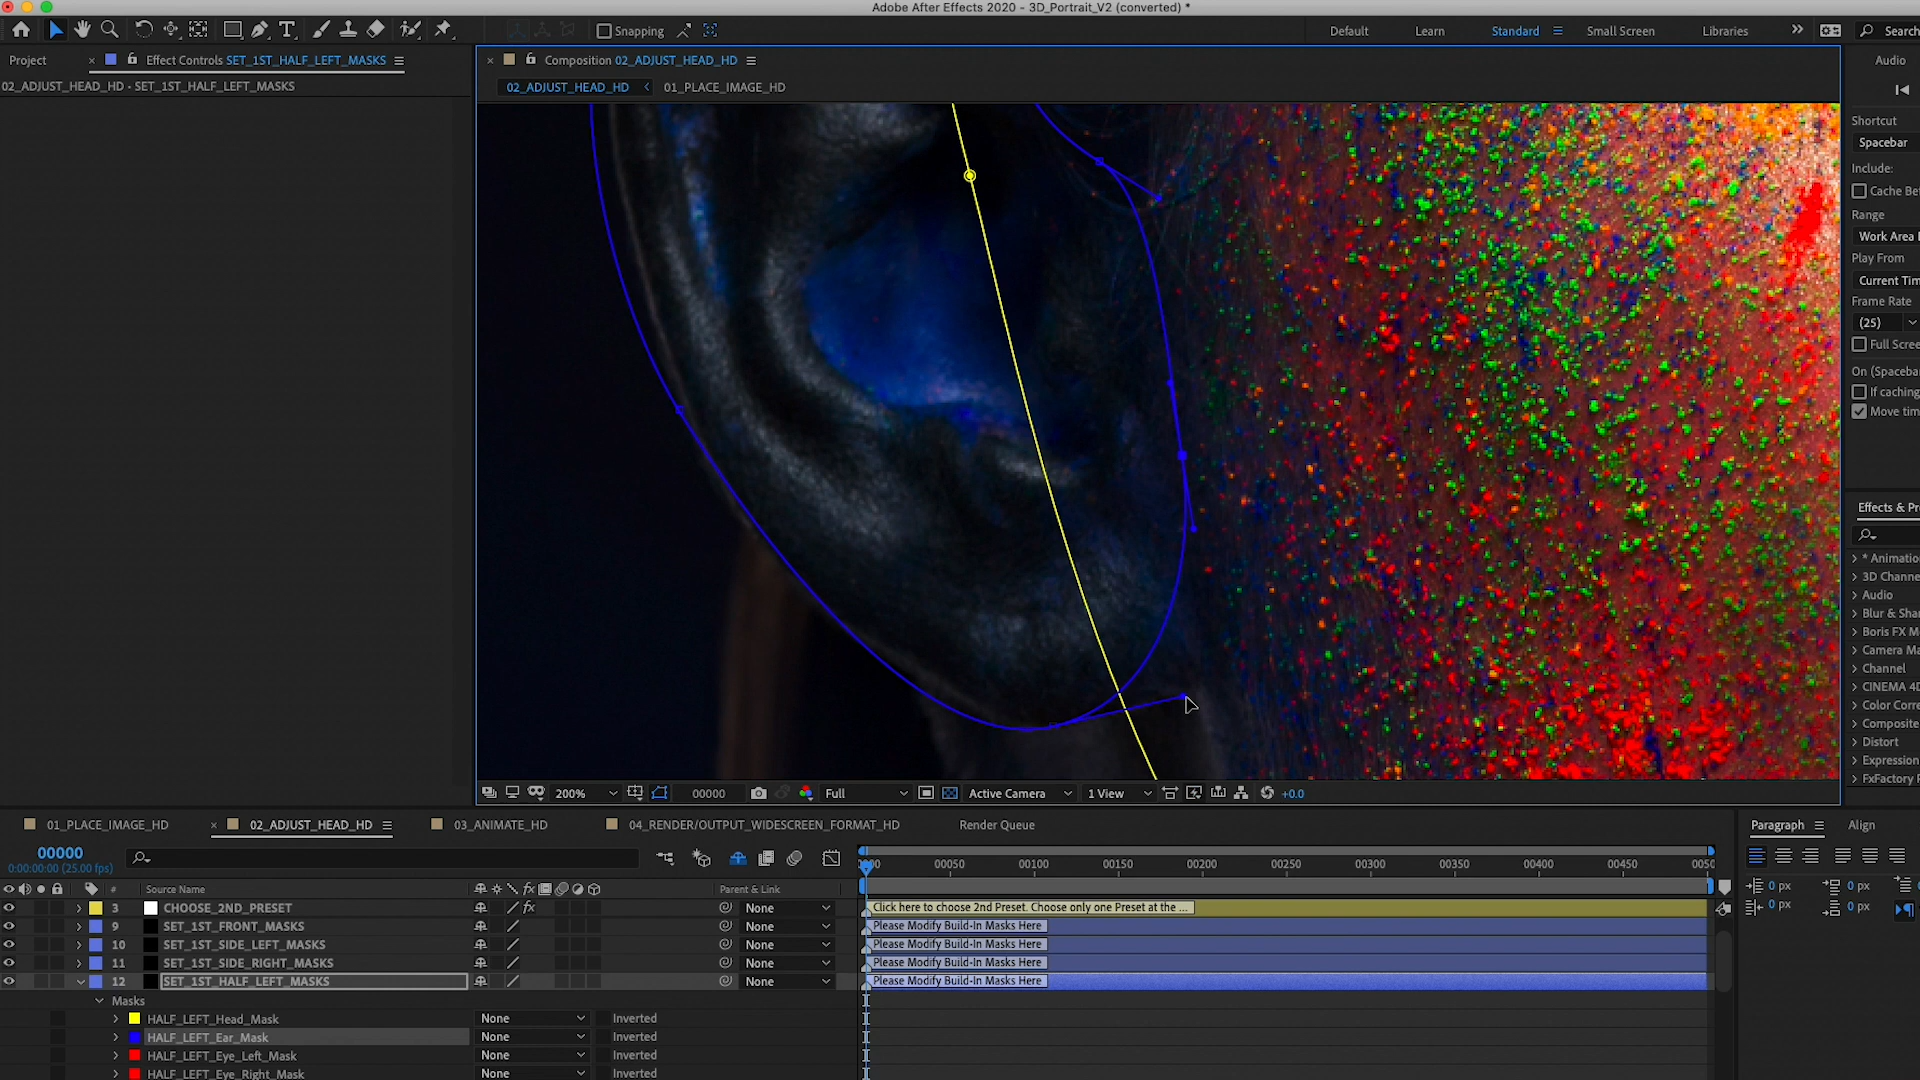 Adobe After Effects 2020 - 3D_Portrait_V2 (converted) *
Snapping
Default
Learn
Standard
Small Screen
Libraries
Search
Project
Effect Controls SET_1ST_HALF_LEFT_MASKS
02_ADJUST_HEAD_HD • SET_1ST_HALF_LEFT_MASKS
Composition 02_ADJUST_HEAD_HD
02_ADJUST_HEAD_HD
01_PLACE_IMAGE_HD
Audio
Shortcut
Spacebar
Include:
Cache Be
Range
Work Area
Play From
Current Tim
Frame Rate
(25)
Full Scree
On (Spaceba
If caching
Move tim
Effects & Pr
* Animatio
3D Channe
Audio
Blur & Sha
Boris FX M
Camera Ma
Channel
CINEMA 4D
Color Corre
Composite
Distort
Expression
FxFactory P
200%
00000
Full
Active Camera
1 View
+0.0
01_PLACE_IMAGE_HD
02_ADJUST_HEAD_HD
03_ANIMATE_HD
04_RENDER/OUTPUT_WIDESCREEN_FORMAT_HD
Render Queue
Paragraph
Align
00000
0:00:00:00 (25.00 fps)
00050
00100
00150
00200
00250
00300
00350
00400
00450
0050
# Source Name
fx
Parent & Link
3 CHOOSE_2ND_PRESET
fx
None
Click here to choose 2nd Preset. Choose only one Preset at the ...
9 SET_1ST_FRONT_MASKS
None
Please Modify Build-In Masks Here
10 SET_1ST_SIDE_LEFT_MASKS
None
Please Modify Build-In Masks Here
11 SET_1ST_SIDE_RIGHT_MASKS
None
Please Modify Build-In Masks Here
12 SET_1ST_HALF_LEFT_MASKS
None
Please Modify Build-In Masks Here
Masks
HALF_LEFT_Head_Mask
None
Inverted
HALF_LEFT_Ear_Mask
None
Inverted
HALF_LEFT_Eye_Left_Mask
None
Inverted
HALF_LEFT_Eye_Right_Mask
None
Inverted
0 px
0 px
0 px
0 px